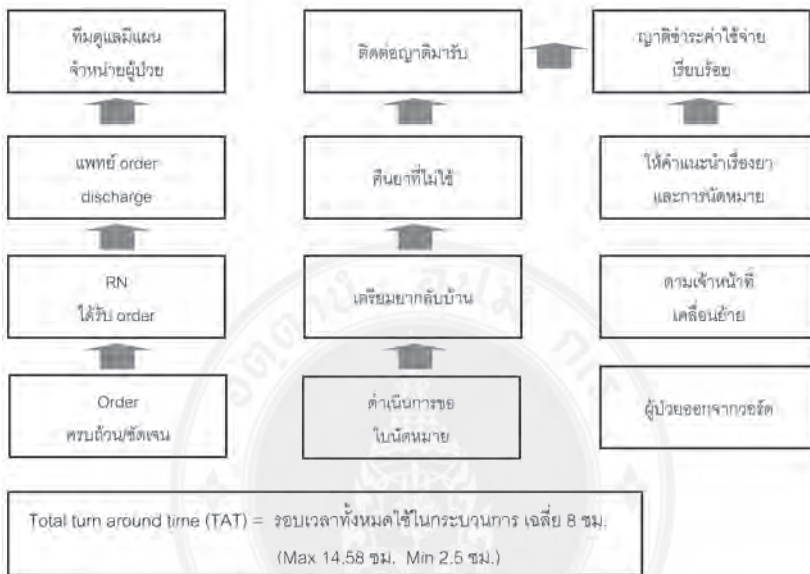 ทีมดูแลมีแผน
จำหน่ายผู้ป่วย
แพทย์ order
discharge
RN
ได้รับ order
Order
ครบถ้วน/ชัดเจน
ติดต่อญาติมารับ
คืนยาที่ไม่ใช้
เตรียมยากลับบ้าน
ดำเนินการขอ
ใบนัดหมาย
ญาติชำระค่าใช้จ่าย
เรียบร้อย
ให้คำแนะนำเรื่องยา
และการนัดหมาย
ตามเจ้าหน้าที่
เคลื่อนย้าย
ผู้ป่วยออกจากวอร์ด
Total turn around time (TAT) = รอบเวลาทั้งหมดใช้ในกระบวนการ เฉลี่ย 8 ชม.
(Max 14.58 ชม. Min 2.5 ชม.)